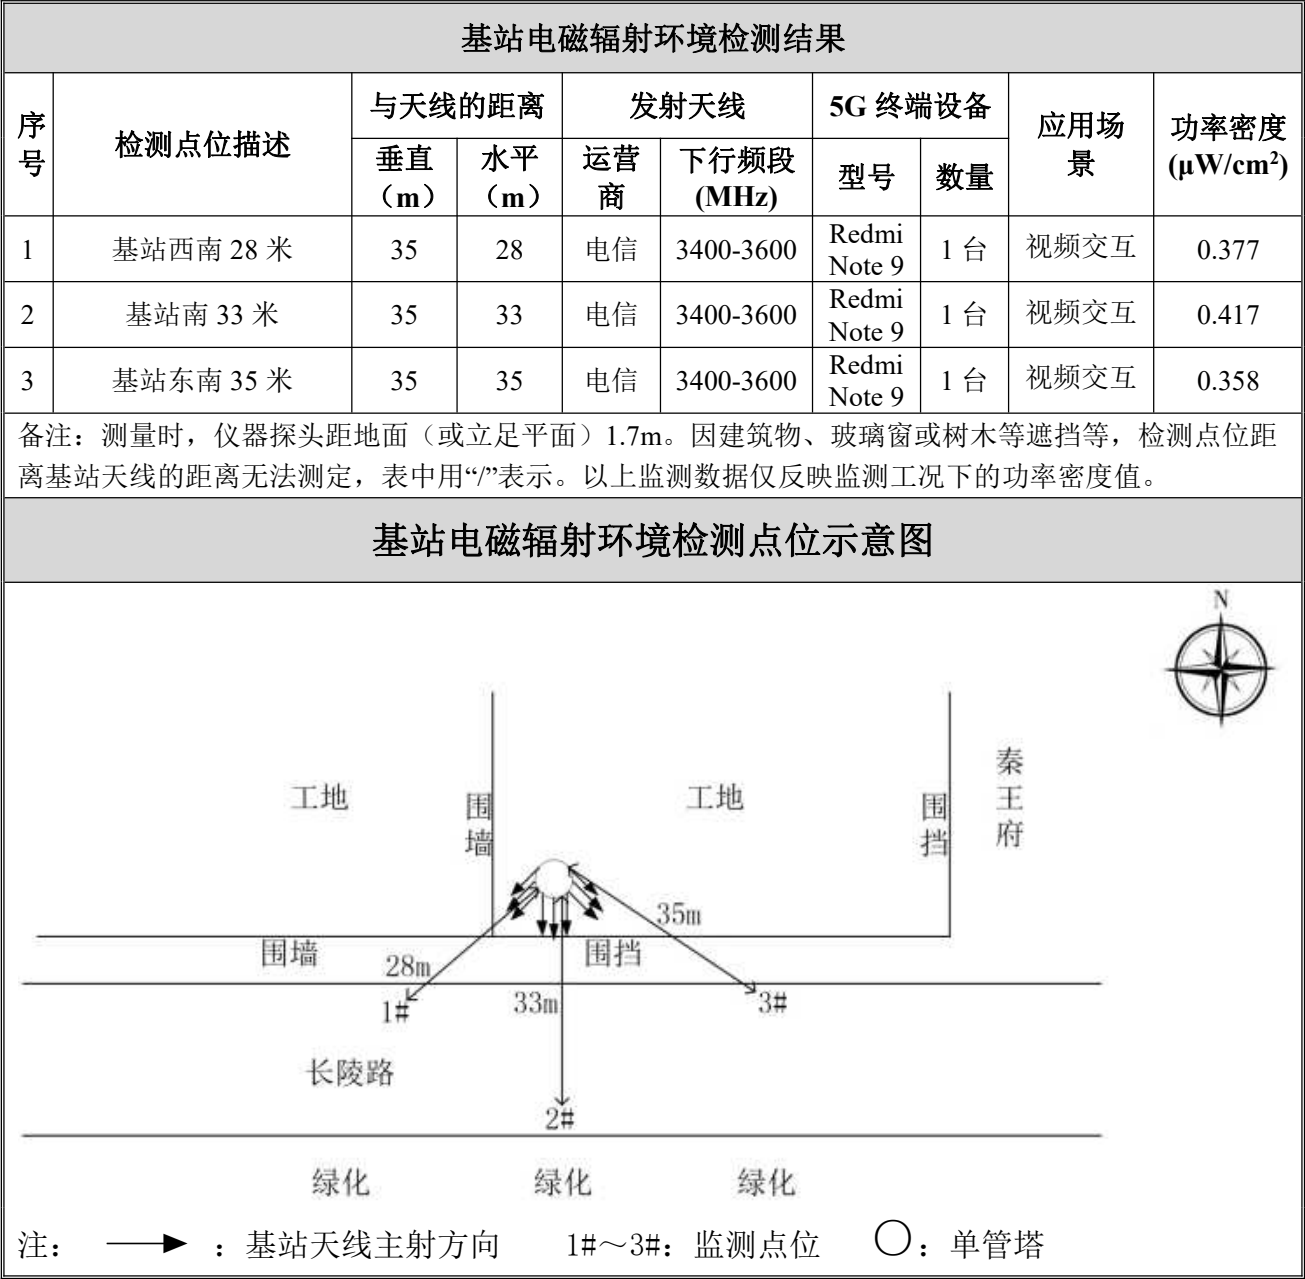 基站电磁辐射环境检测结果
序号 检测点位描述 与天线的距离 发射天线 5G 终端设备 应用场景 功率密度(μW/cm²)
垂直（m） 水平（m） 运营商 下行频段(MHz) 型号 数量
1 基站西南 28 米 35 28 电信 3400-3600 Redmi Note 9 1 台 视频交互 0.377
2 基站南 33 米 35 33 电信 3400-3600 Redmi Note 9 1 台 视频交互 0.417
3 基站东南 35 米 35 35 电信 3400-3600 Redmi Note 9 1 台 视频交互 0.358
备注：测量时，仪器探头距地面（或立足平面）1.7m。因建筑物、玻璃窗或树木等遮挡等，检测点位距
离基站天线的距离无法测定，表中用“/”表示。以上监测数据仅反映监测工况下的功率密度值。
基站电磁辐射环境检测点位示意图
N
工地
围墙
工地
围挡
秦王府
35m
围墙
28m
围挡
33m
1#
3#
长陵路
2#
绿化 绿化 绿化
注： ：基站天线主射方向 1#～3#：监测点位 ：单管塔